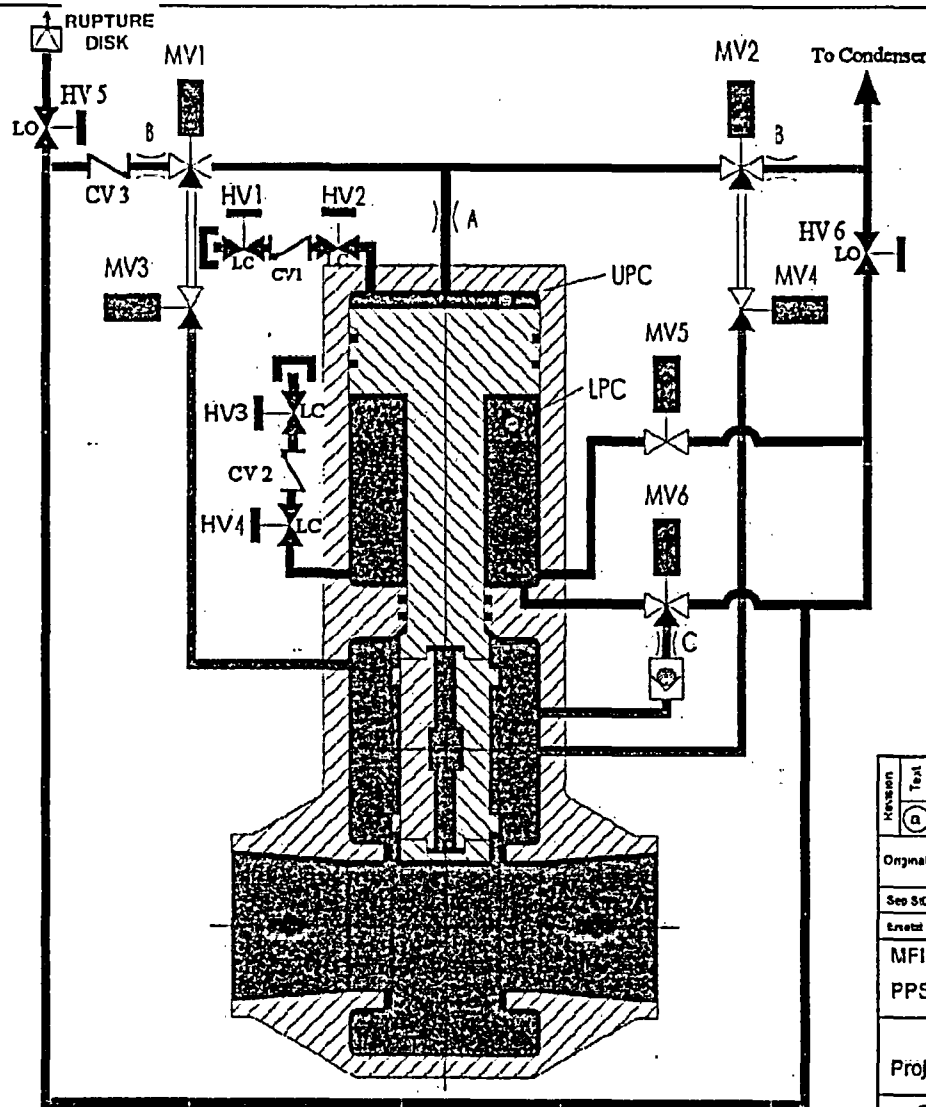 RUPTURE
DISK
MV1
MV2
To Condenser
HV 5
LO
B
B
CV 3
HV1
HV2
A
HV 6
LO
LC
CV1
LC
UPC
MV3
MV4
MV5
LPC
HV3
LC
CV 2
MV6
HV4
LC
C
Revision
Text
Original
MFI
PPS
Proj